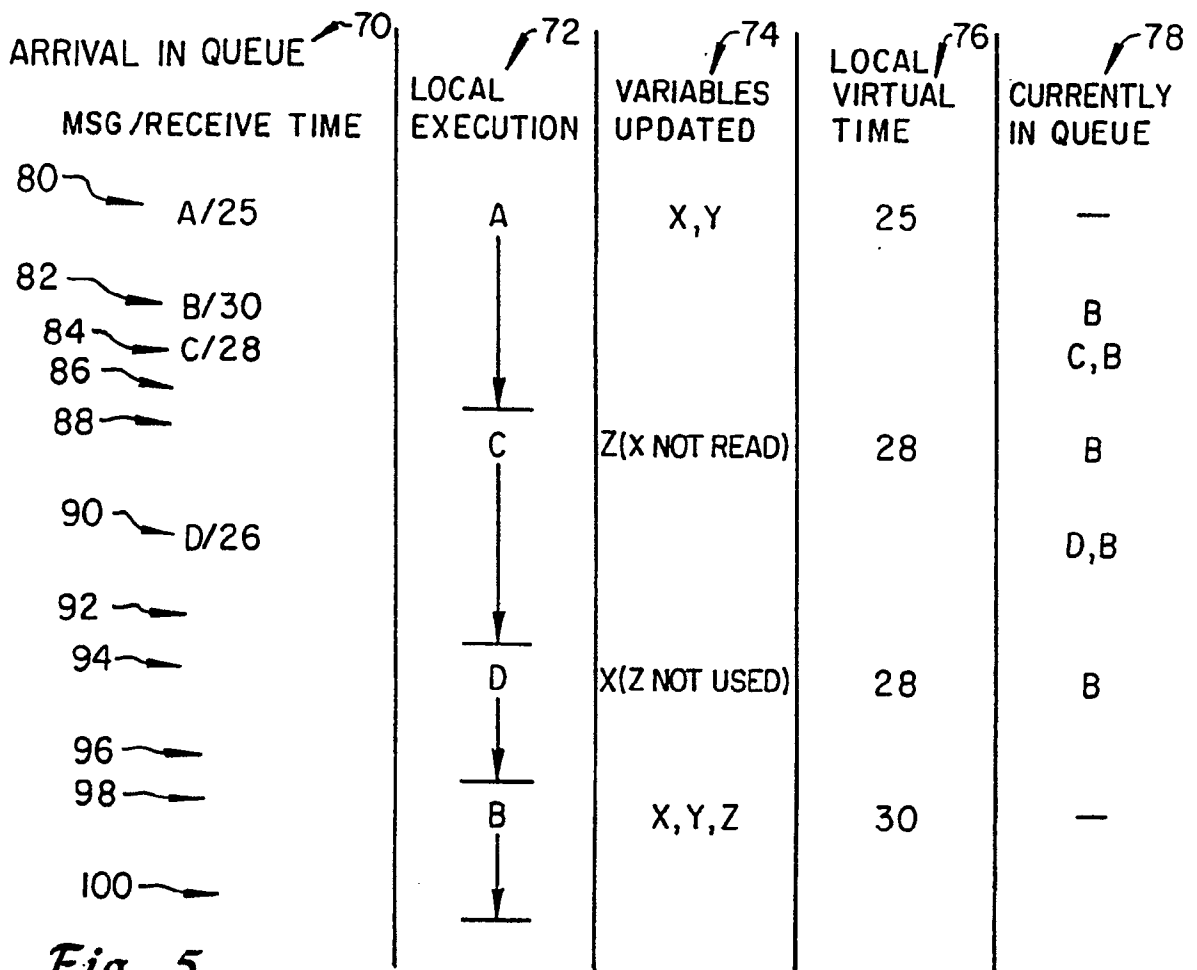 ARRIVAL IN QUEUE 70 72 74 76 78
MSG/RECEIVE TIME LOCAL EXECUTION VARIABLES UPDATED LOCAL VIRTUAL TIME CURRENTLY IN QUEUE
80 A/25 A X,Y 25 —
82 B/30 B
84 C/28 C,B
86
88 C Z(X NOT READ) 28 B
90 D/26 D,B
92
94 D X(Z NOT USED) 28 B
96
98 B X,Y,Z 30 —
100
Fig. 5